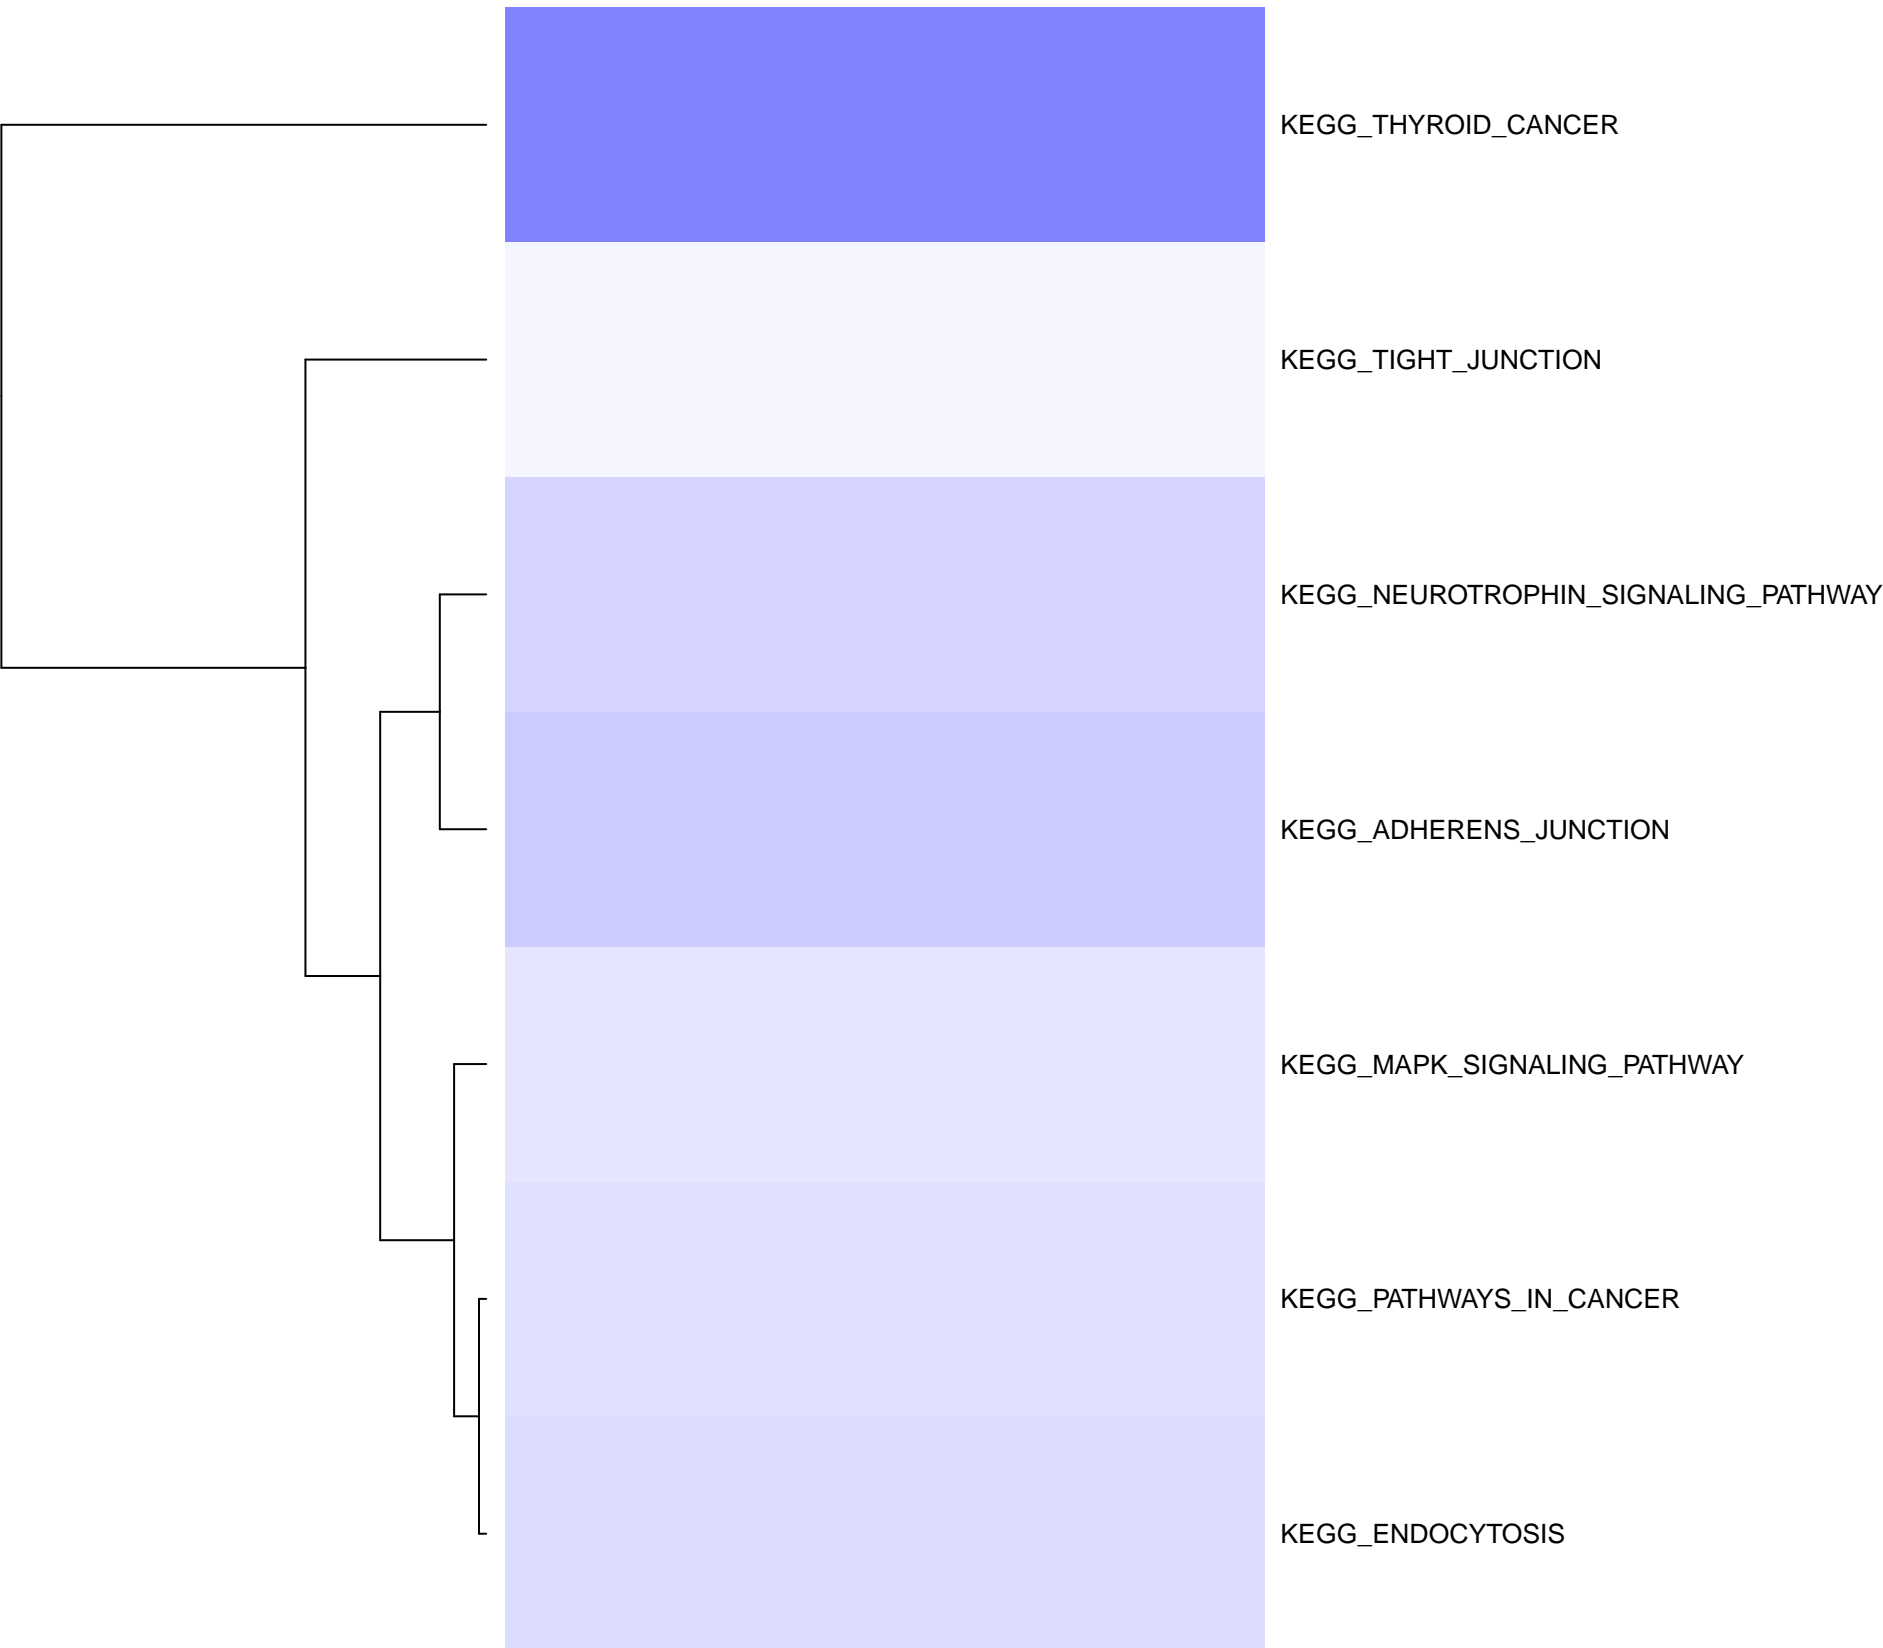 KEGG_THYROID_CANCER
KEGG_TIGHT_JUNCTION
KEGG_NEUROTROPHIN_SIGNALING_PATHWAY
KEGG_ADHERENS_JUNCTION
KEGG_MAPK_SIGNALING_PATHWAY
KEGG_PATHWAYS_IN_CANCER
KEGG_ENDOCYTOSIS